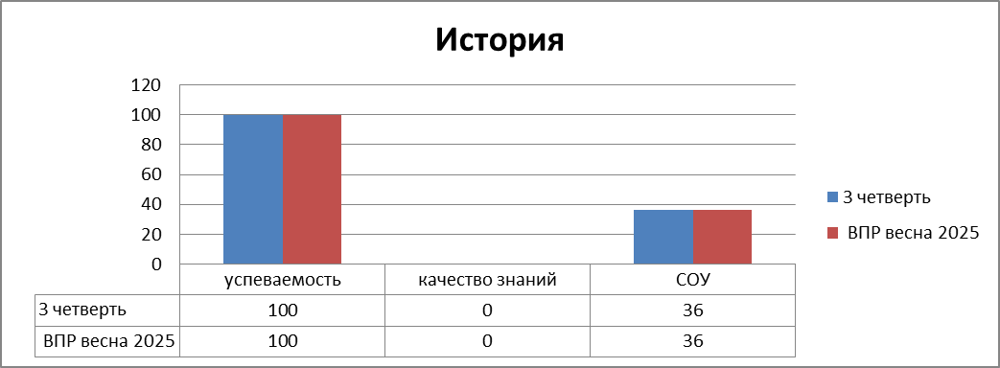 История
120
100
80
60
40
20
0
3 четверть
ВПР весна 2025
успеваемость качество знаний СОУ
3 четверть 100 0 36
ВПР весна 2025 100 0 36